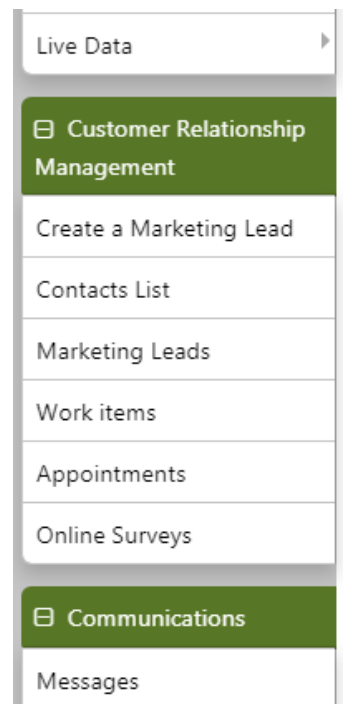 Live Data
Customer Relationship
Management
Create a Marketing Lead
Contacts List
Marketing Leads
Work items
Appointments
Online Surveys
Communications
Messages